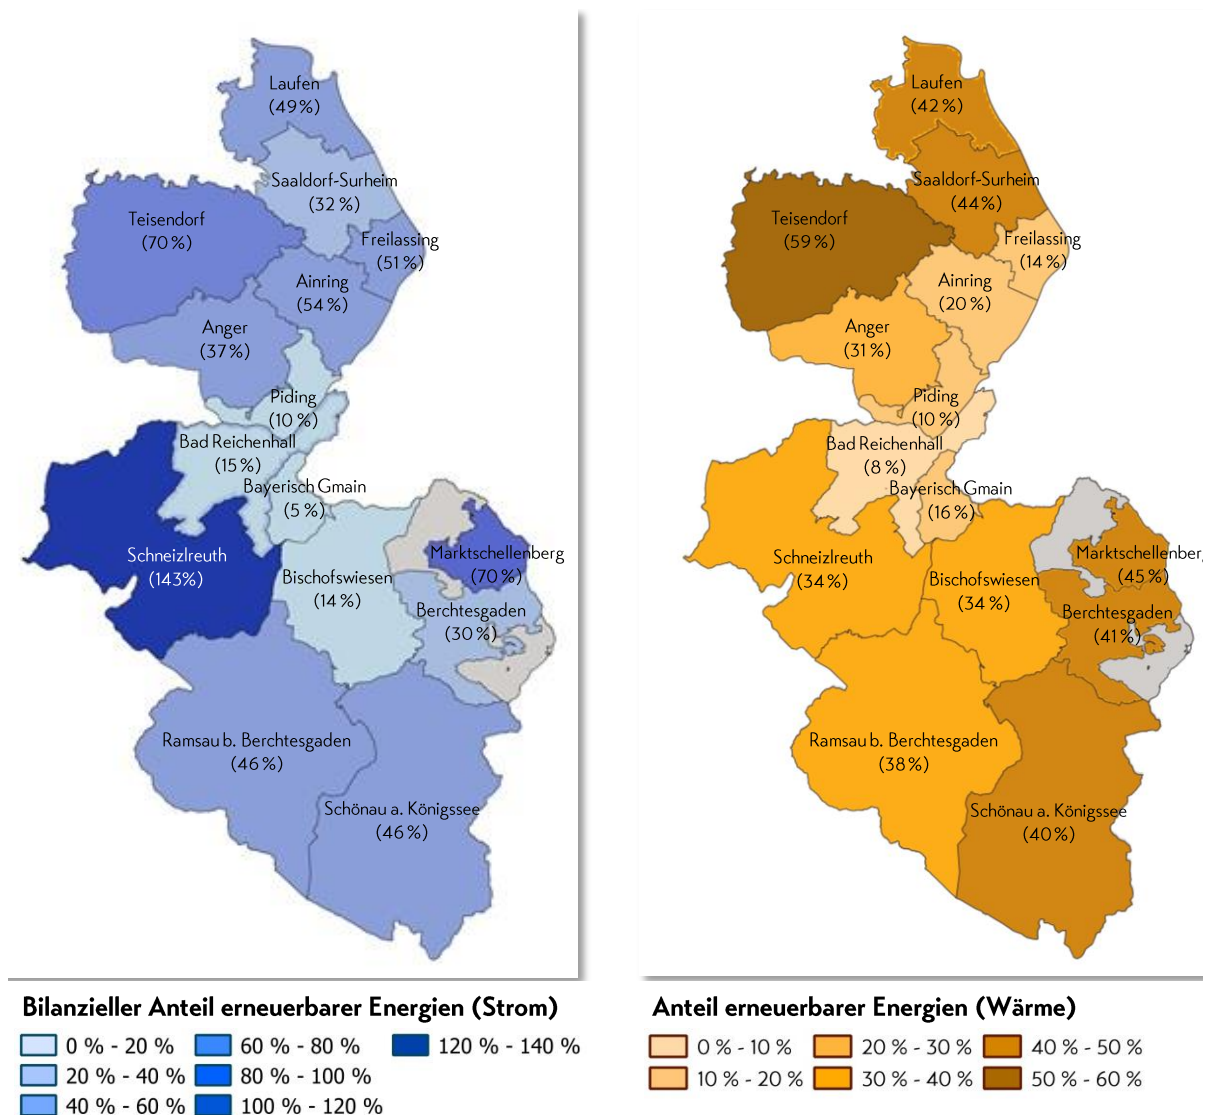 Laufen
(49 %)
Saaldorf-Surheim
(32 %)
Teisendorf
(70 %)
Freilassing
(51 %)
Ainring
(54 %)
Anger
(37 %)
Piding
(10 %)
Bad Reichenhall
(15 %)
Bayerisch Gmain
(5 %)
Schneizlreuth
(143%)
Bischofswiesen
(14 %)
Marktschellenberg
(70 %)
Berchtesgaden
(30 %)
Ramsau b. Berchtesgaden
(46 %)
Schönau a. Königssee
(46 %)
Bilanzieller Anteil erneuerbarer Energien (Strom)
0 % - 20 %
20 % - 40 %
40 % - 60 %
60 % - 80 %
80 % - 100 %
100 % - 120 %
120 % - 140 %
Laufen
(42 %)
Saaldorf-Surheim
(44%)
Teisendorf
(59 %)
Freilassing
(14 %)
Ainring
(20 %)
Anger
(31 %)
Piding
(10 %)
Bad Reichenhall
(8 %)
Bayerisch Gmain
(16 %)
Schneizlreuth
(34 %)
Bischofswiesen
(34 %)
Marktschellenber
(45 %)
Berchtesgaden
(41 %)
Ramsau b. Berchtesgaden
(38 %)
Schönau a. Königssee
(40 %)
Anteil erneuerbarer Energien (Wärme)
0 % - 10 %
10 % - 20 %
20 % - 30 %
30 % - 40 %
40 % - 50 %
50 % - 60 %